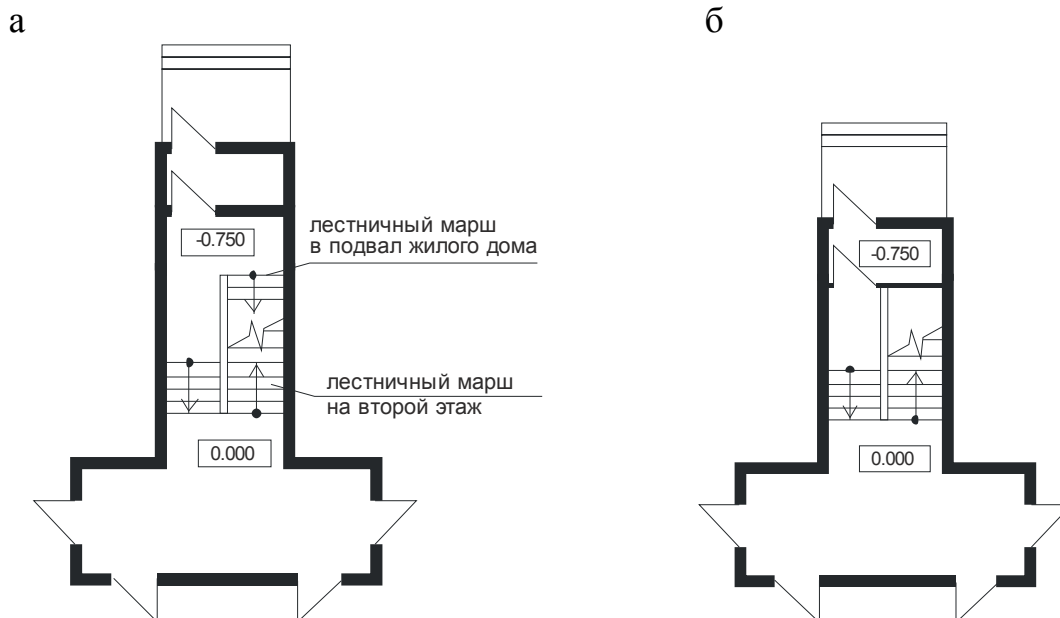 а
б
-0.750
лестничный марш
в подвал жилого дома
-0.750
лестничный марш
на второй этаж
0.000
0.000